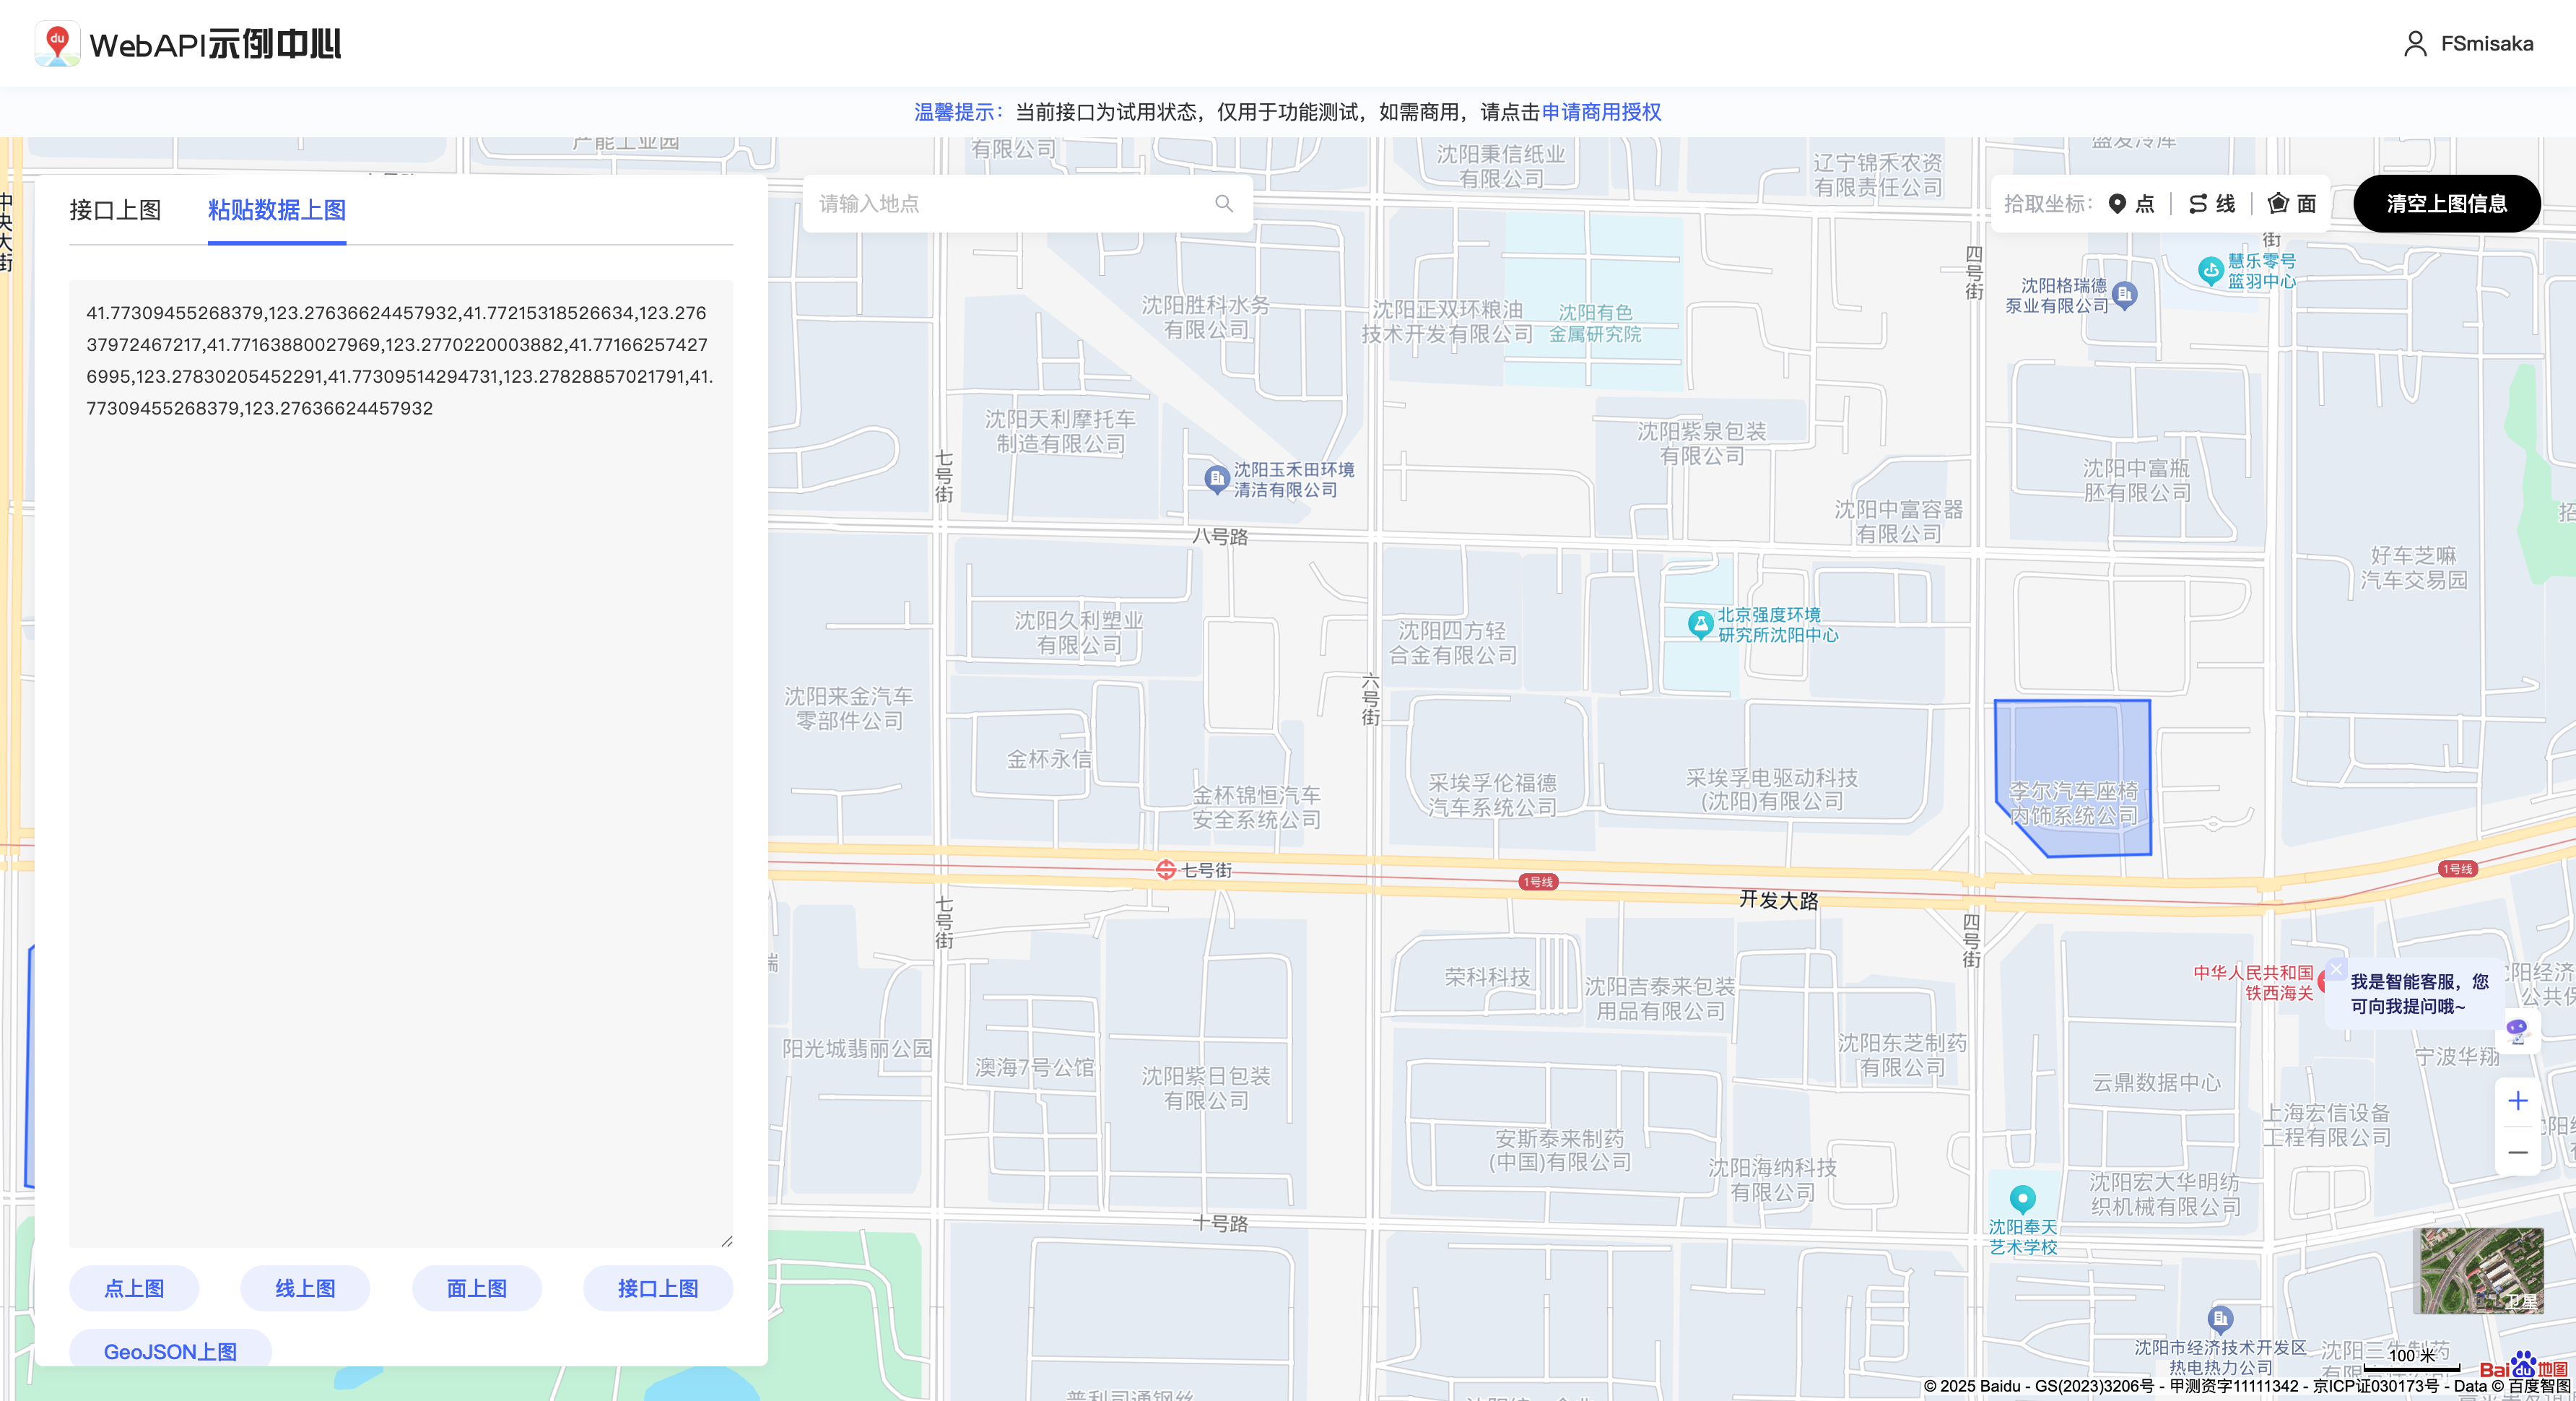 WebAPI示例中心
FSmisaka
温馨提示：当前接口为试用状态，仅用于功能测试，如需商用，请点击申请商用授权
接口上图
粘贴数据上图
41.77309455268379,123.27636624457932,41.77215318526634,123.276
37972467217,41.77163880027969,123.2770220003882,41.77166257427
6995,123.27830205452291,41.77309514294731,123.27828857021791,41.
77309455268379,123.27636624457932
点上图
线上图
面上图
接口上图
GeoJSON上图
请输入地点
拾取坐标：
点
线
面
清空上图信息
中央大街
产能工业园
有限公司
沈阳秉信纸业
有限公司
辽宁锦禾农资
有限责任公司
盛发冷库
四号街
街
慧乐零号
篮羽中心
沈阳格瑞德
泵业有限公司
沈阳胜科水务
有限公司
沈阳正双环粮油
技术开发有限公司
沈阳有色
金属研究院
沈阳天利摩托车
制造有限公司
七号街
沈阳玉禾田环境
清洁有限公司
沈阳紫泉包装
有限公司
沈阳中富瓶
胚有限公司
沈阳中富容器
有限公司
招
八号路
好车芝嘛
汽车交易园
沈阳久利塑业
有限公司
沈阳四方轻
合金有限公司
北京强度环境
研究所沈阳中心
沈阳来金汽车
零部件公司
六号街
金杯永信
金杯锦恒汽车
安全系统公司
采埃孚伦福德
汽车系统公司
采埃孚电驱动科技
(沈阳)有限公司
李尔汽车座椅
内饰系统公司
七号街
1号线
1号线
开发大路
七号街
四号街
荣科科技
沈阳吉泰来包装
用品有限公司
中华人民共和国
铁西海关
我是智能客服，您
可向我提问哦~
阳光城翡丽公园
澳海7号公馆
沈阳紫日包装
有限公司
沈阳东芝制药
有限公司
宁波华翔
云鼎数据中心
上海宏信设备
工程有限公司
安斯泰来制药
(中国)有限公司
沈阳海纳科技
有限公司
沈阳宏大华明纺
织机械有限公司
十号路
沈阳奉天
艺术学校
卫星
沈阳市经济技术开发区
热电热力公司
100 米
Bai du 地图
© 2025 Baidu - GS(2023)3206号 - 甲测资字11111342 - 京ICP证030173号 - Data © 百度智图